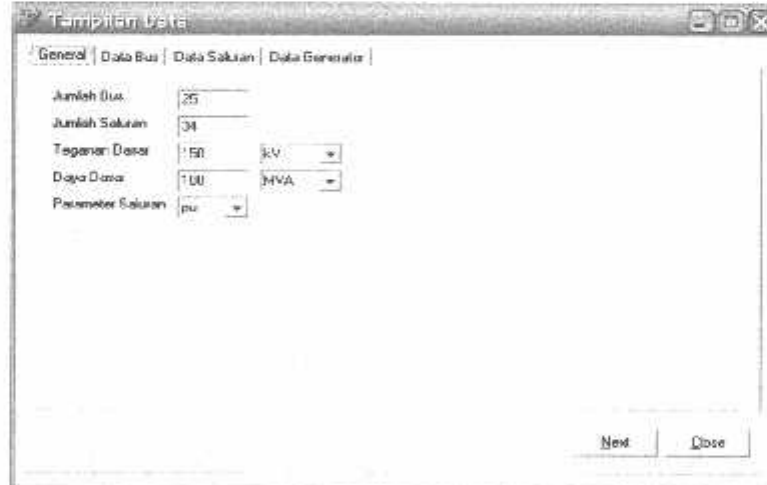 Tampilan Data
General Data Bus Data Saluran Data Generator
Jumlah Bus 25
Jumlah Saluran 34
Tegangan Dasar 150 kV
Daya Dasar 100 MVA
Parameter Saluran pu
Next Close